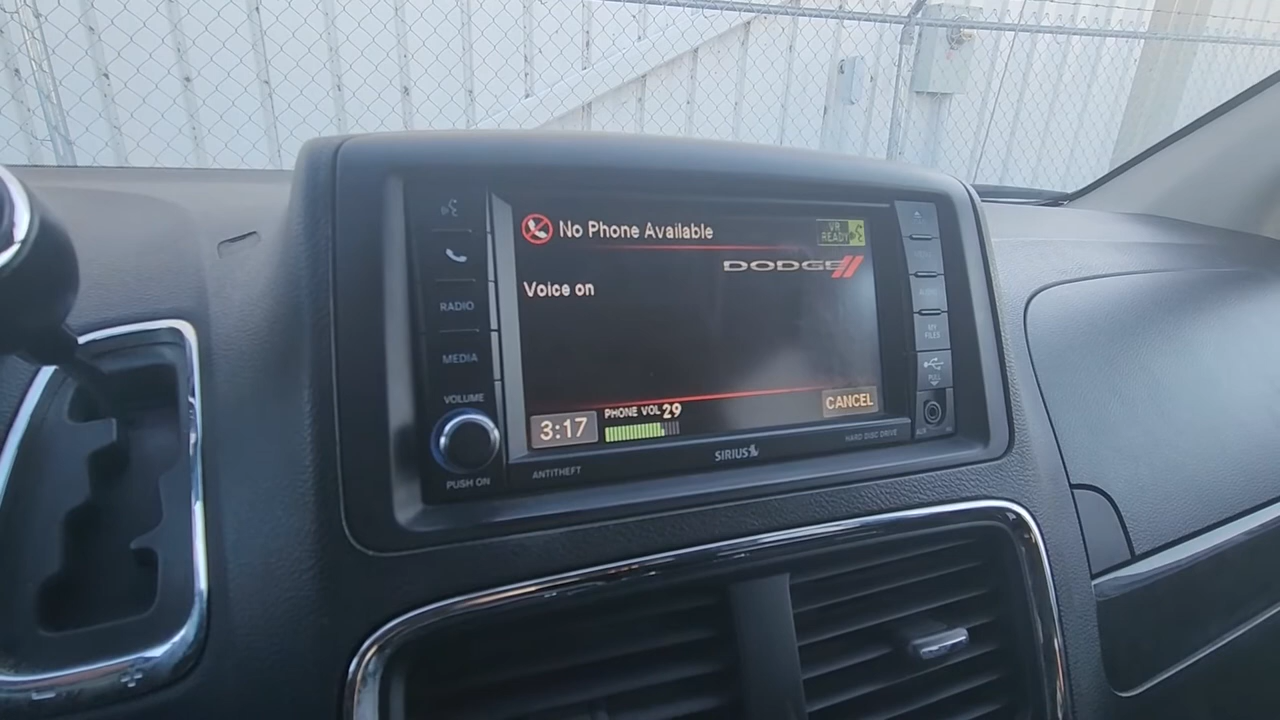 No Phone Available
VR
READY
DODGE
Voice on
RADIO
MEDIA
VOLUME
PUSH ON
3:17
PHONE VOL 29
CANCEL
ANTITHEFT
SIRIUS
HARD DISC DRIVE
MY
FILES
PULL
- +